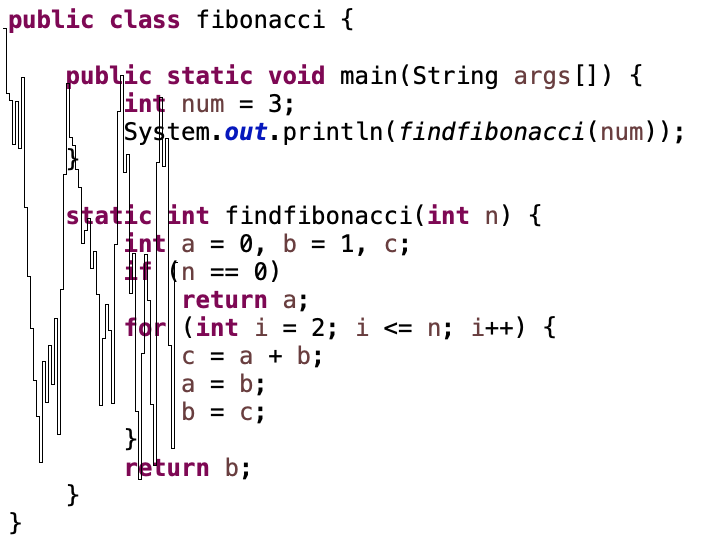 public class fibonacci {
public static void main(String args[]) {
int num = 3;
System.out.println(findfibonacci(num));
}
static int findfibonacci(int n) {
int a = 0, b = 1, c;
if (n == 0)
return a;
for (int i = 2; i <= n; i++) {
c = a + b;
a = b;
b = c;
}
return b;
}
}